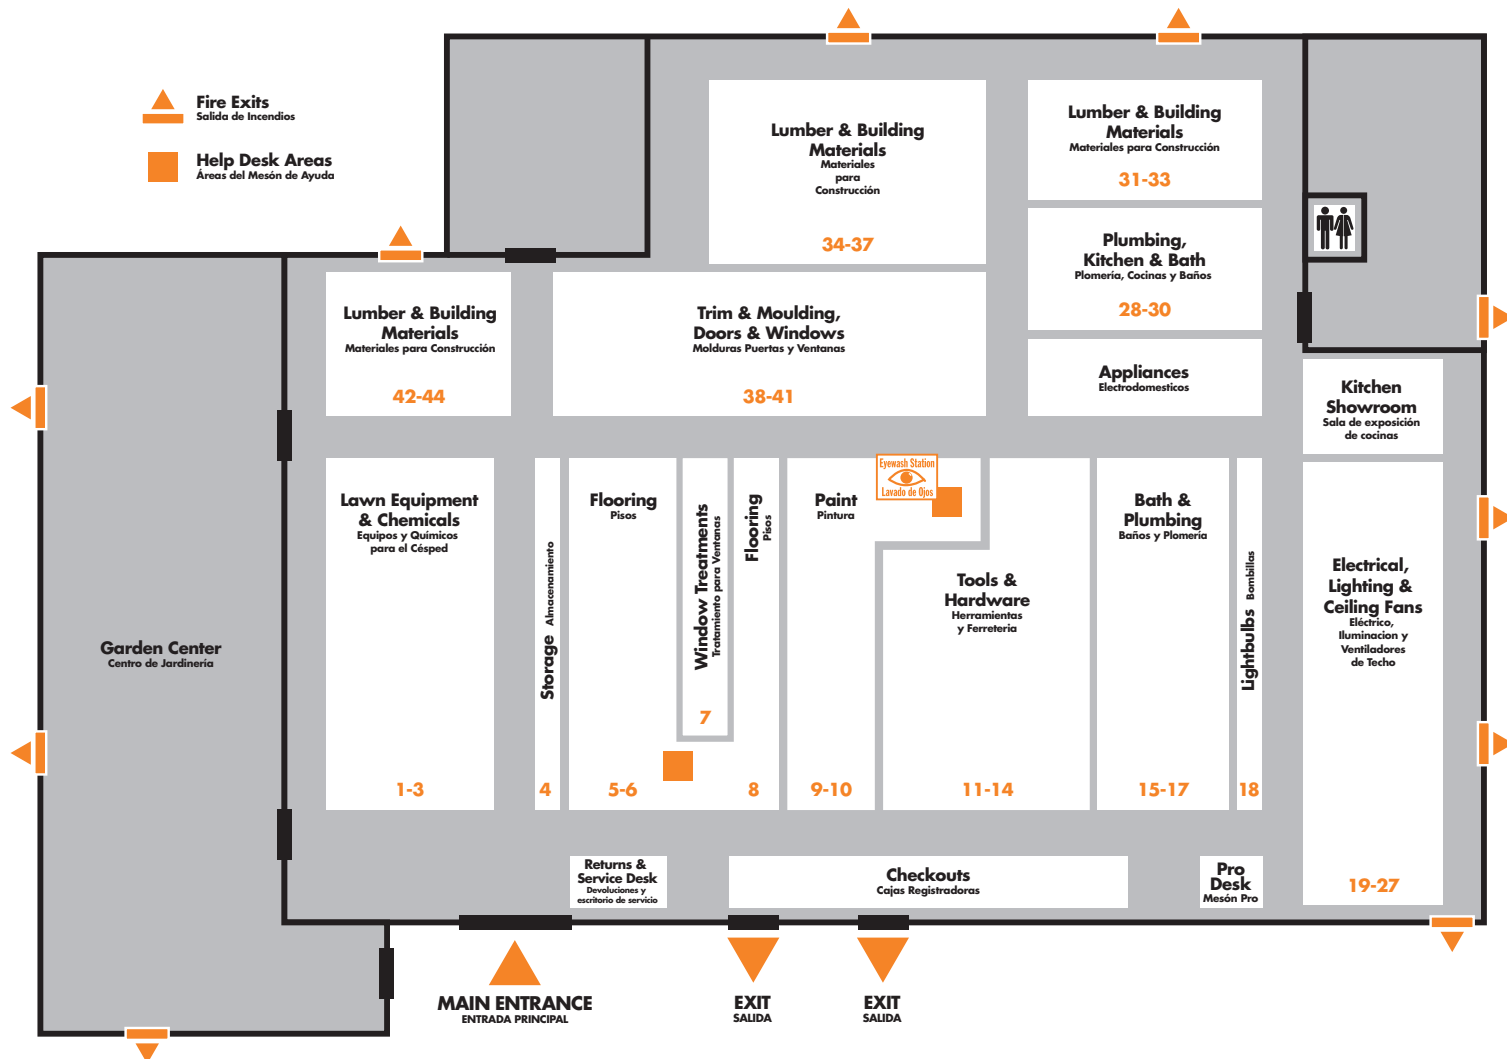 Fire Exits
Salida de Incendios
Help Desk Areas
Áreas del Mesón de Ayuda
Lumber & Building
Materials
Materiales
para
Construcción
34-37
Lumber & Building
Materials
Materiales para Construcción
31-33
Plumbing,
Kitchen & Bath
Plomería, Cocinas y Baños
28-30
Lumber & Building
Materials
Materiales para Construcción
42-44
Trim & Moulding,
Doors & Windows
Molduras Puertas y Ventanas
38-41
Appliances
Electrodomesticos
Kitchen
Showroom
Sala de exposición
de cocinas
Lawn Equipment
& Chemicals
Equipos y Químicos
para el Césped
1-3
Storage Almacenamiento
4
Flooring
Pisos
5-6
Window Treatments
Tratamiento para Ventanas
7
Flooring
Pisos
8
Paint
Pintura
9-10
Eyewash Station
Lavado de Ojos
Tools &
Hardware
Herramientas
y Ferreteria
11-14
Bath &
Plumbing
Baños y Plomería
15-17
Lightbulbs Bombillas
18
Electrical,
Lighting &
Ceiling Fans
Eléctrico,
Iluminacion y
Ventiladores
de Techo
19-27
Garden Center
Centro de Jardinería
Returns &
Service Desk
Devoluciones y
escritorio de servicio
Checkouts
Cajas Registradoras
Pro
Desk
Mesón Pro
MAIN ENTRANCE
ENTRADA PRINCIPAL
EXIT
SALIDA
EXIT
SALIDA